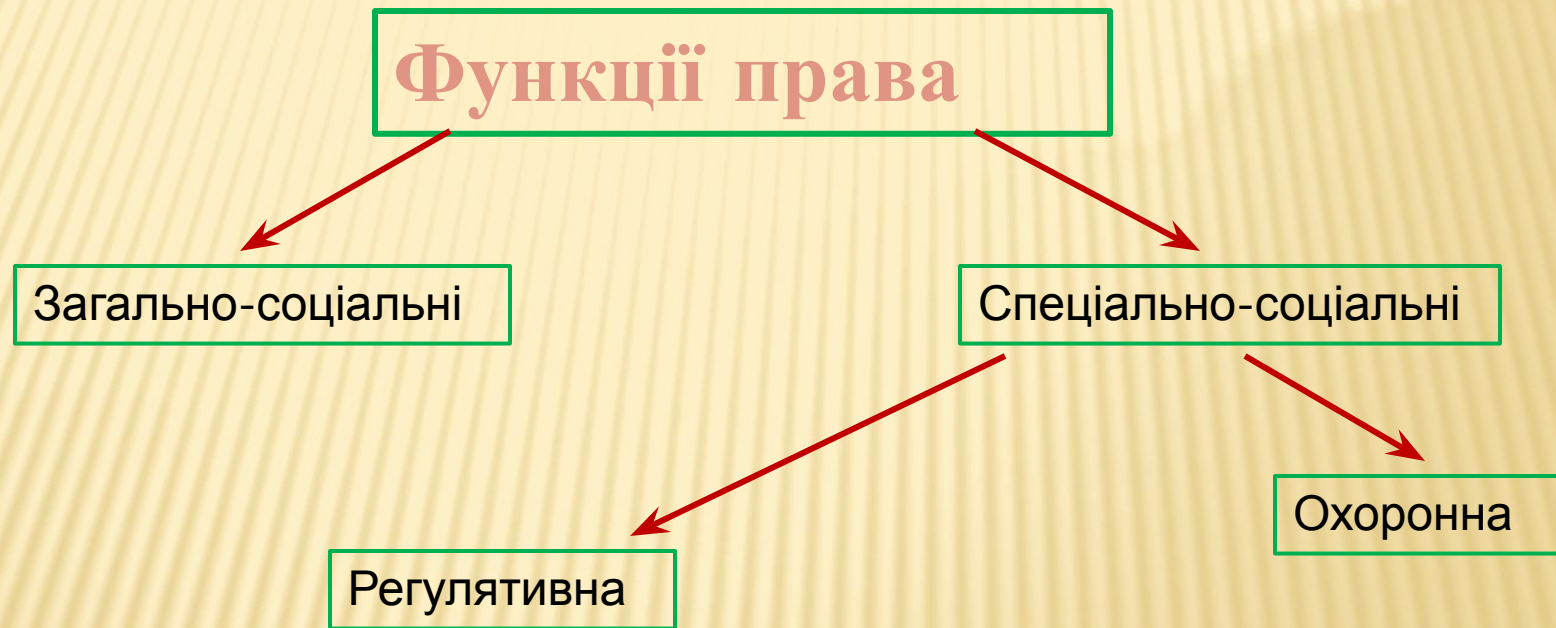 Функції права
Загально-соціальні
Спеціально-соціальні
Охоронна
Регулятивна